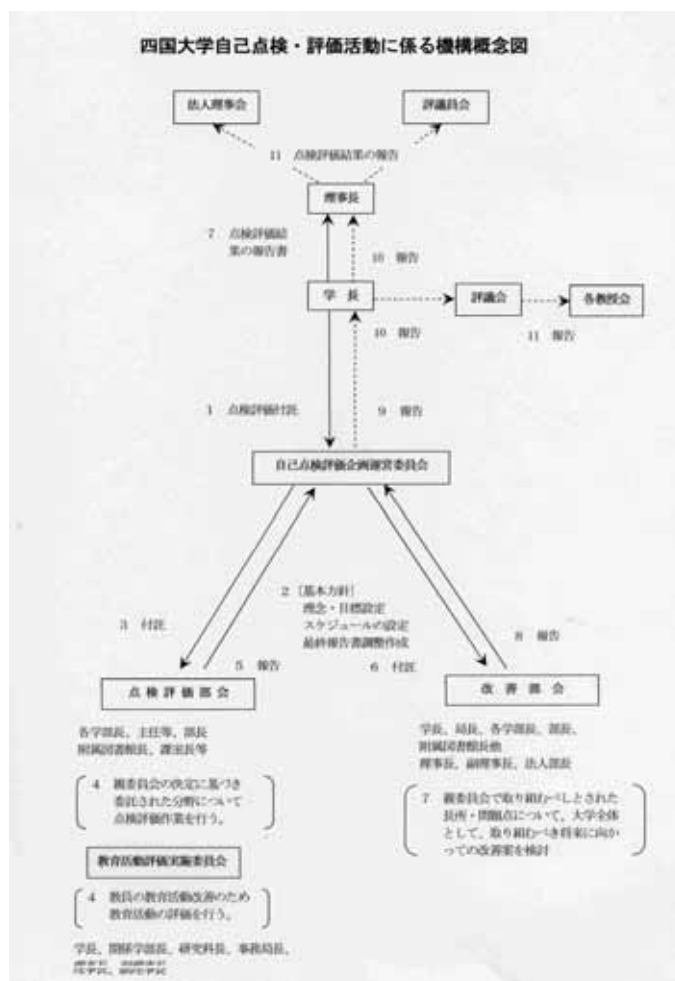 四国大学自己点検・評価活動に係る機構概念図
法人理事会
評議員会
11 点検評価結果の報告
理事長
7 点検評価結
果の報告書
10 報告
学 長
評議会
各教授会
10 報告
11 報告
1 点検評価付託
9 報告
自己点検評価企画運営委員会
2 〔基本方針〕
理念・目標設定
スケジュールの設定
最終報告書調整作成
3 付託
5 報告
6 付託
8 報告
点 検 評 価 部 会
改 善 部 会
各学部長、主任等、部長
附属図書館長、課室長等
学長、局長、各学部長、部長、
附属図書館長他
理事長、副理事長、法人部長
4 親委員会の決定に基づき
委託された分野について
点検評価作業を行う。
7 親委員会で取り組むべしとされた
長所・問題点について、大学全体
として、取り組むべき将来に向か
っての改善案を検討
教育活動評価実施委員会
4 教員の教育活動改善のため
教育活動の評価を行う。
学長、関係学部長、研究科長、事務局長、